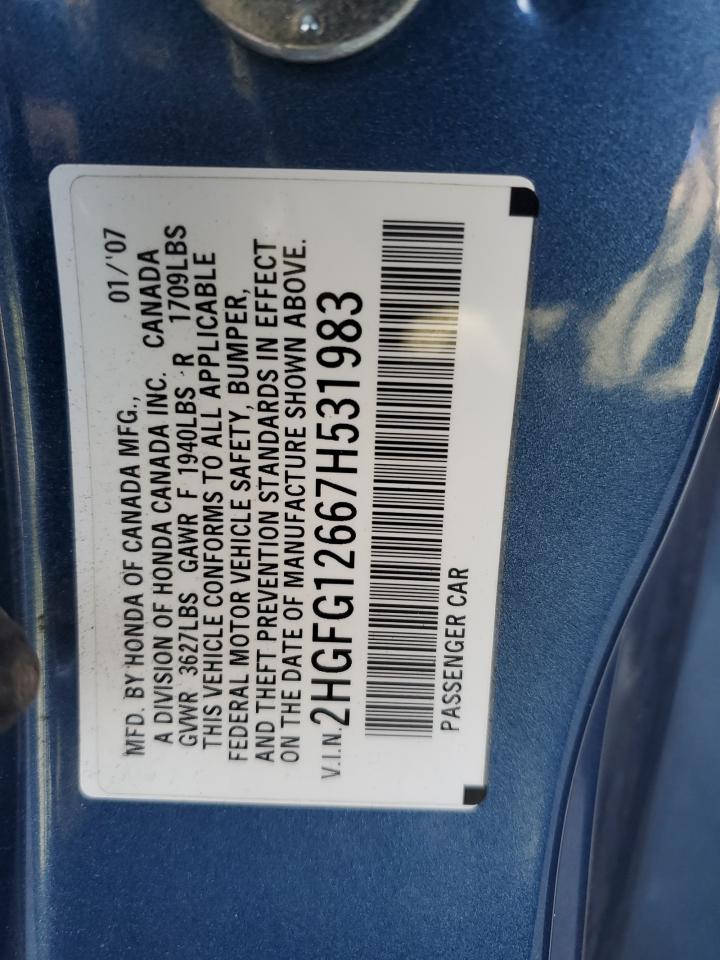 MFD. BY HONDA OF CANADA MFG., 01/'07
A DIVISION OF HONDA CANADA INC. CANADA
GVWR 3627LBS GAWR F 1940LBS R 1709LBS
THIS VEHICLE CONFORMS TO ALL APPLICABLE
FEDERAL MOTOR VEHICLE SAFETY, BUMPER,
AND THEFT PREVENTION STANDARDS IN EFFECT
ON THE DATE OF MANUFACTURE SHOWN ABOVE.
V.I.N. 2HGFG12667H531983
PASSENGER CAR